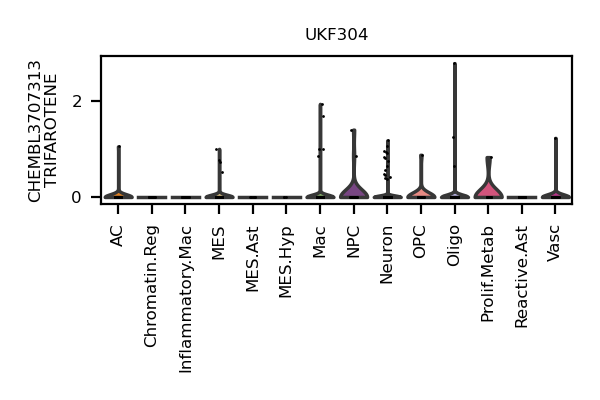 UKF304
CHEMBL3707313
TRIFAROTENE
2
0
AC
Chromatin.Reg
Inflammatory.Mac
MES
MES.Ast
MES.Hyp
Mac
NPC
Neuron
OPC
Oligo
Prolif.Metab
Reactive.Ast
Vasc